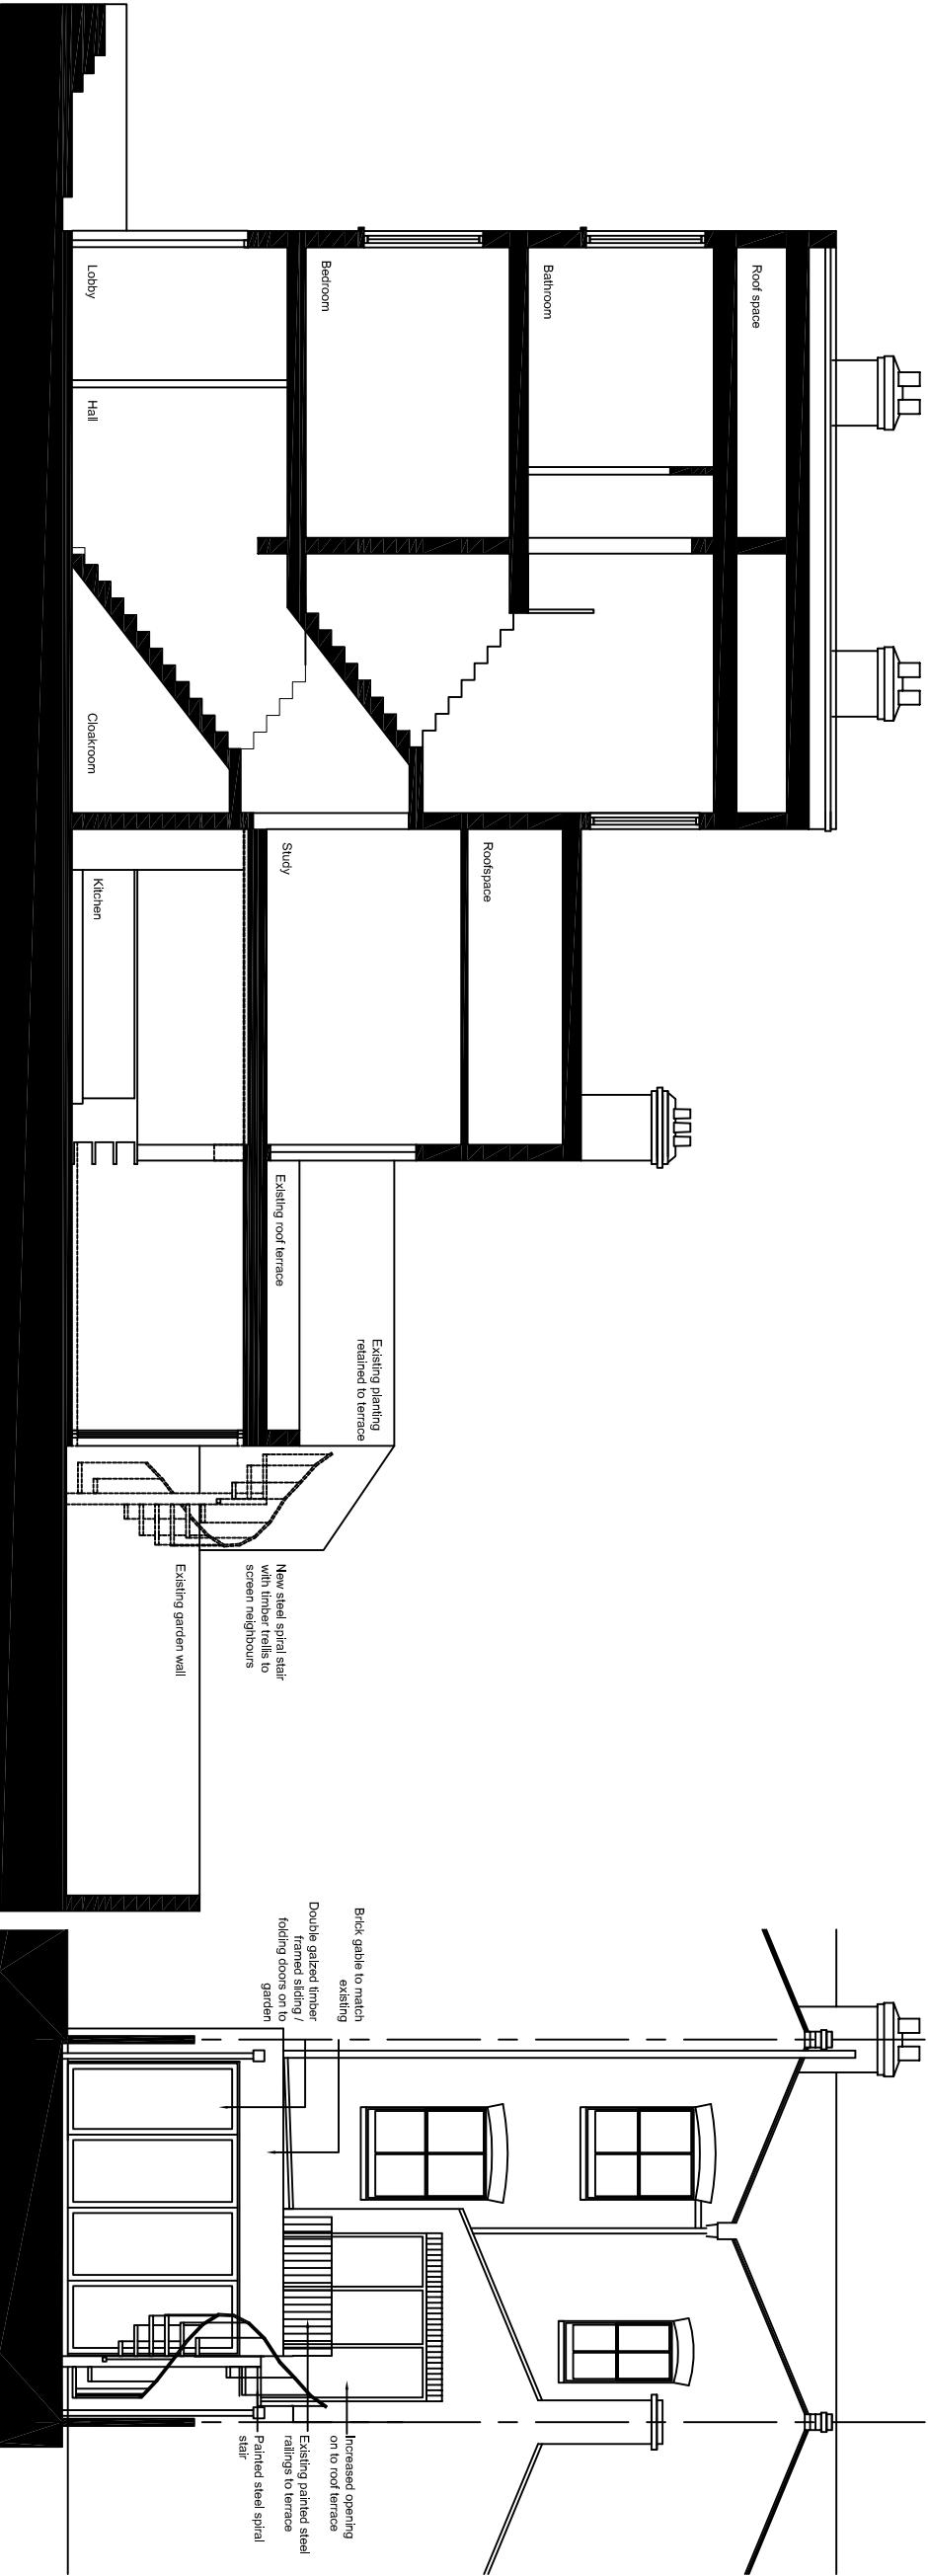 Roof space
Bathroom
Bedroom
Lobby
Hall
Cloakroom
Roofspace
Study
Kitchen
Existing roof terrace
Existing planting
retained to terrace
New steel spiral stair
with timber trellis to
screen neighbours
Existing garden wall
Brick gable to match
existing
Double galzed timber
framed sliding /
folding doors on to
garden
Increased opening
on to roof terrace
Existing painted steel
railings to terrace
Painted steel spiral
stair